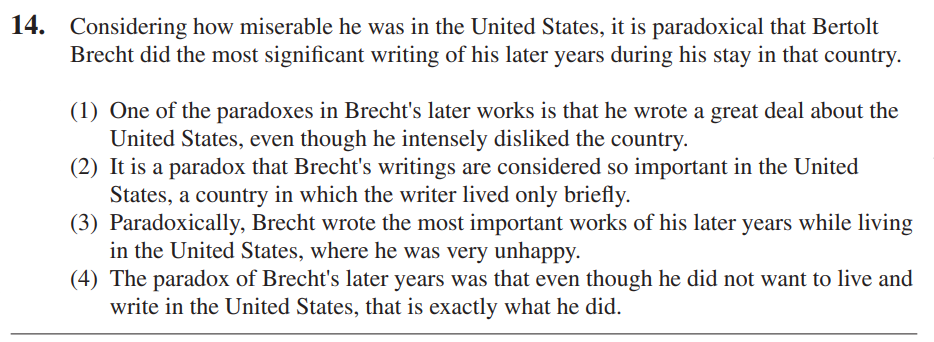 14. Considering how miserable he was in the United States, it is paradoxical that Bertolt
Brecht did the most significant writing of his later years during his stay in that country.
(1) One of the paradoxes in Brecht's later works is that he wrote a great deal about the
United States, even though he intensely disliked the country.
(2) It is a paradox that Brecht's writings are considered so important in the United
States, a country in which the writer lived only briefly.
(3) Paradoxically, Brecht wrote the most important works of his later years while living
in the United States, where he was very unhappy.
(4) The paradox of Brecht's later years was that even though he did not want to live and
write in the United States, that is exactly what he did.